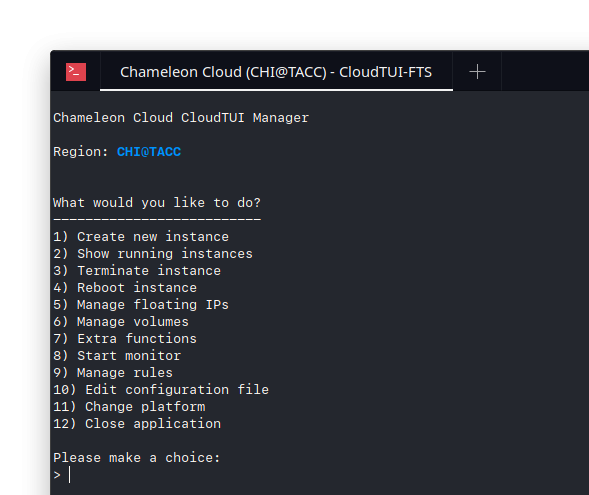 Chameleon Cloud (CHI@TACC) - CloudTUI-FTS
Chameleon Cloud CloudTUI Manager
Region: CHI@TACC
What would you like to do?
---------------------------
1) Create new instance
2) Show running instances
3) Terminate instance
4) Reboot instance
5) Manage floating IPs
6) Manage volumes
7) Extra functions
8) Start monitor
9) Manage rules
10) Edit configuration file
11) Change platform
12) Close application
Please make a choice:
>